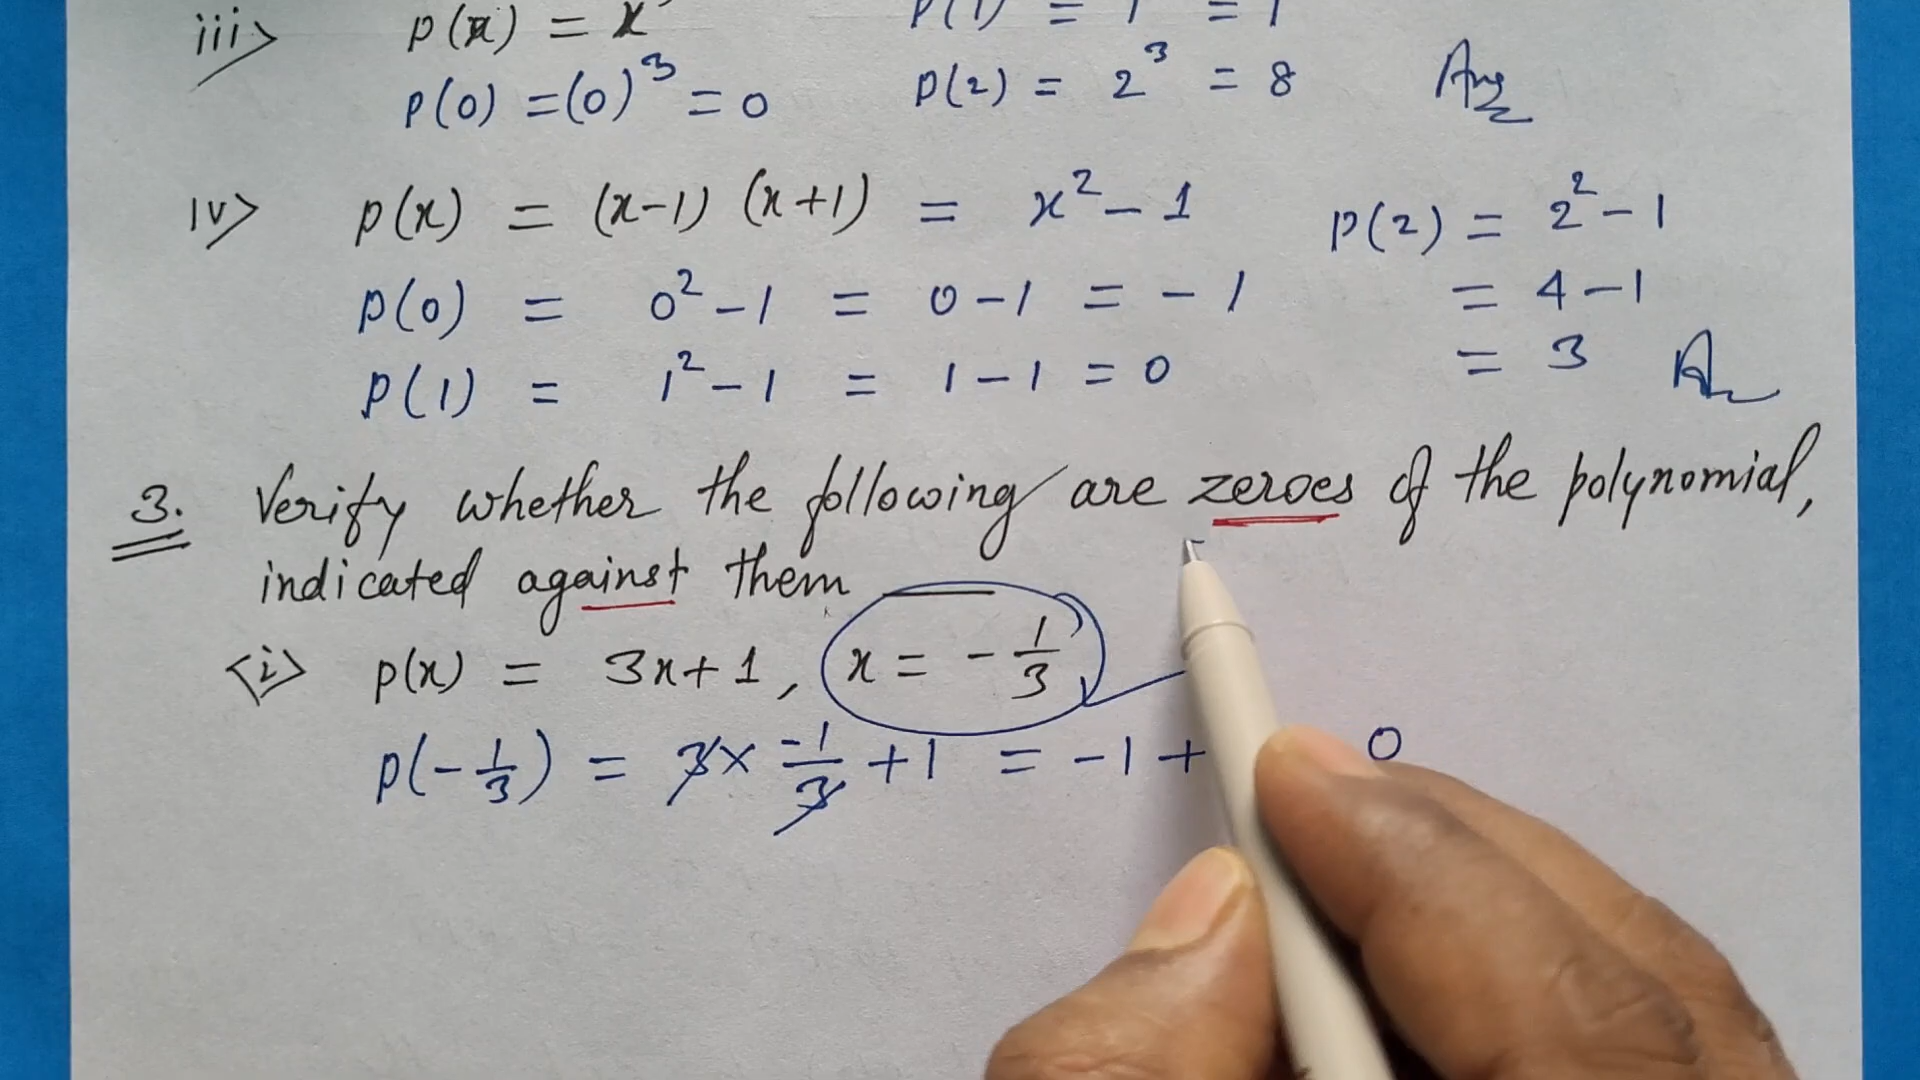 iii> p(x) = x P(1) = 1 = 1
P(0) = (0)³ = 0 P(2) = 2³ = 8 Ans
iv> p(x) = (x-1) (x+1) = x² - 1 P(2) = 2² - 1
P(0) = 0² - 1 = 0 - 1 = - 1 = 4 - 1
P(1) = 1² - 1 = 1 - 1 = 0 = 3
3. Verify whether the following are zeroes of the polynomial,
indicated against them
<i> p(x) = 3x+1, x = - 1/3
p(-1/3) = 3 x -1/3 + 1 = -1 + 0